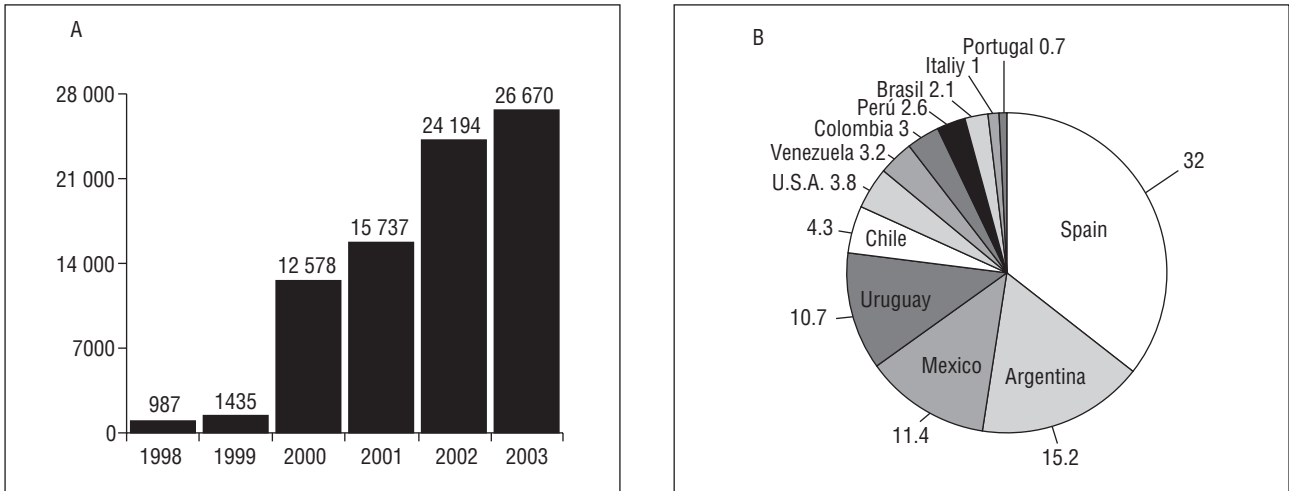 A
28 000
21 000
14 000
7000
0
987
1435
12 578
15 737
24 194
26 670
1998 1999 2000 2001 2002 2003
B
Portugal 0.7
Italiy 1
Brasil 2.1
Perú 2.6
Colombia 3
Venezuela 3.2
U.S.A. 3.8
4.3
Chile
10.7
Uruguay
11.4
Mexico
15.2
Argentina
32
Spain